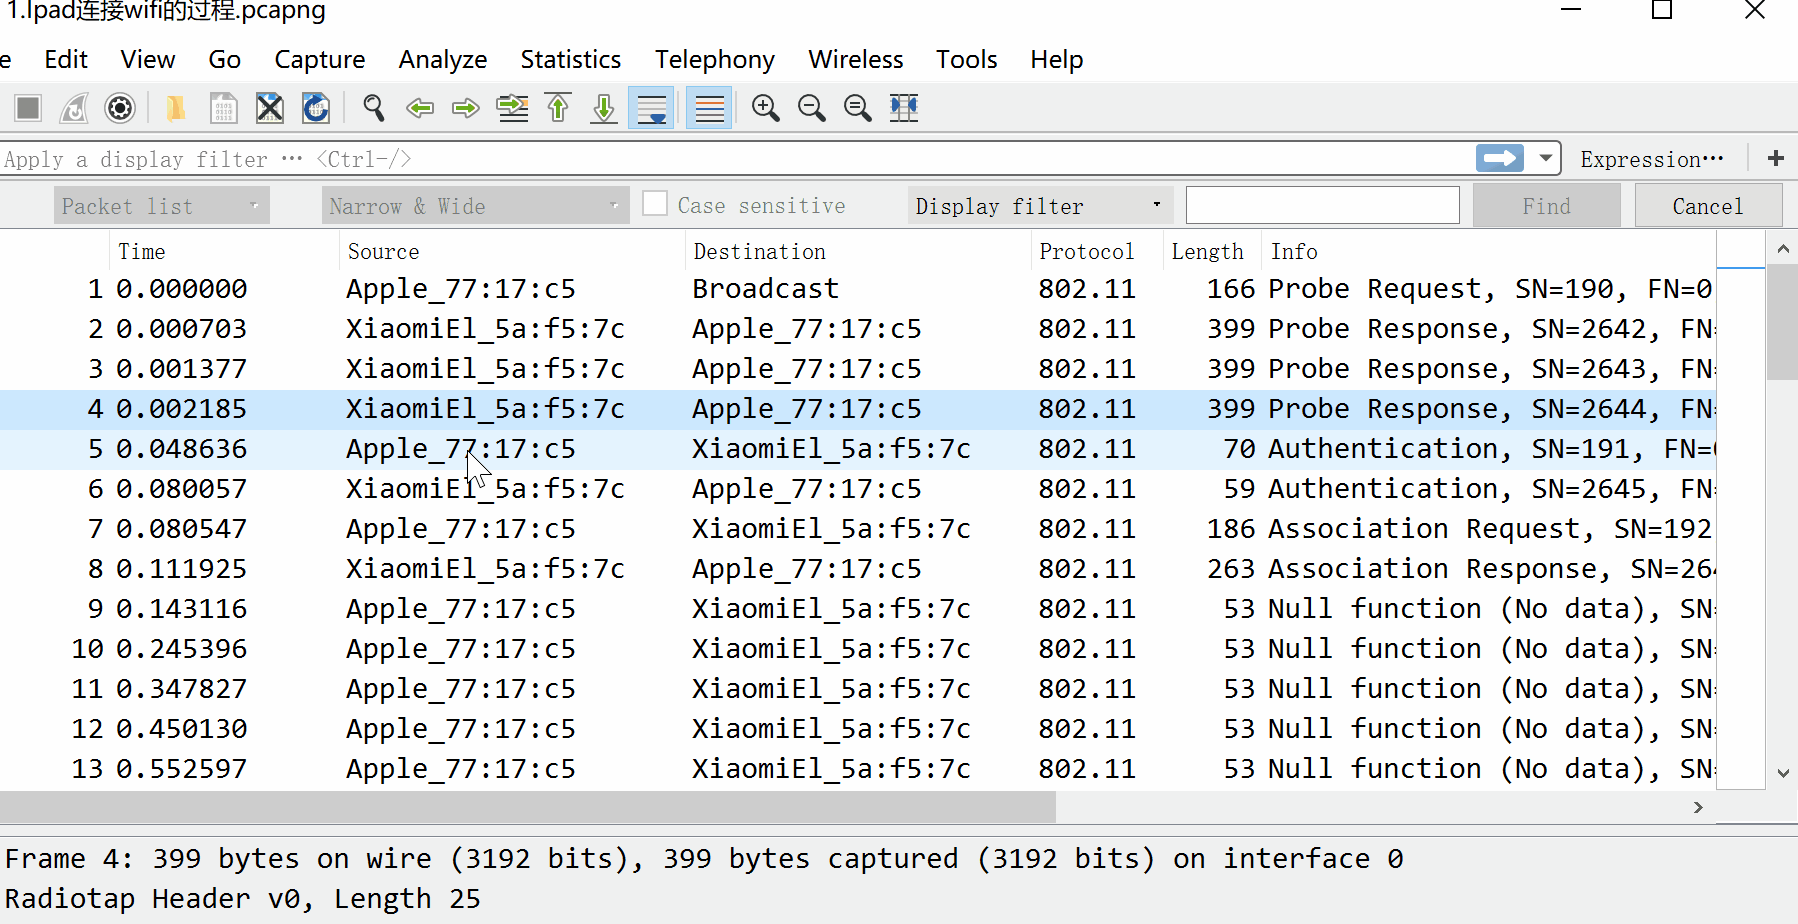 1.Ipad连接wifi的过程.pcapng
e Edit View Go Capture Analyze Statistics Telephony Wireless Tools Help
Apply a display filter ··· <Ctrl-/> Expression··· +
Packet list Narrow & Wide Case sensitive Display filter Find Cancel
Time Source Destination Protocol Length Info
1 0.000000 Apple_77:17:c5 Broadcast 802.11 166 Probe Request, SN=190, FN=0
2 0.000703 XiaomiEl_5a:f5:7c Apple_77:17:c5 802.11 399 Probe Response, SN=2642, FN=
3 0.001377 XiaomiEl_5a:f5:7c Apple_77:17:c5 802.11 399 Probe Response, SN=2643, FN=
4 0.002185 XiaomiEl_5a:f5:7c Apple_77:17:c5 802.11 399 Probe Response, SN=2644, FN=
5 0.048636 Apple_77:17:c5 XiaomiEl_5a:f5:7c 802.11 70 Authentication, SN=191, FN=0
6 0.080057 XiaomiEl_5a:f5:7c Apple_77:17:c5 802.11 59 Authentication, SN=2645, FN=
7 0.080547 Apple_77:17:c5 XiaomiEl_5a:f5:7c 802.11 186 Association Request, SN=192
8 0.111925 XiaomiEl_5a:f5:7c Apple_77:17:c5 802.11 263 Association Response, SN=264
9 0.143116 Apple_77:17:c5 XiaomiEl_5a:f5:7c 802.11 53 Null function (No data), SN=
10 0.245396 Apple_77:17:c5 XiaomiEl_5a:f5:7c 802.11 53 Null function (No data), SN=
11 0.347827 Apple_77:17:c5 XiaomiEl_5a:f5:7c 802.11 53 Null function (No data), SN=
12 0.450130 Apple_77:17:c5 XiaomiEl_5a:f5:7c 802.11 53 Null function (No data), SN=
13 0.552597 Apple_77:17:c5 XiaomiEl_5a:f5:7c 802.11 53 Null function (No data), SN=
Frame 4: 399 bytes on wire (3192 bits), 399 bytes captured (3192 bits) on interface 0
Radiotap Header v0, Length 25